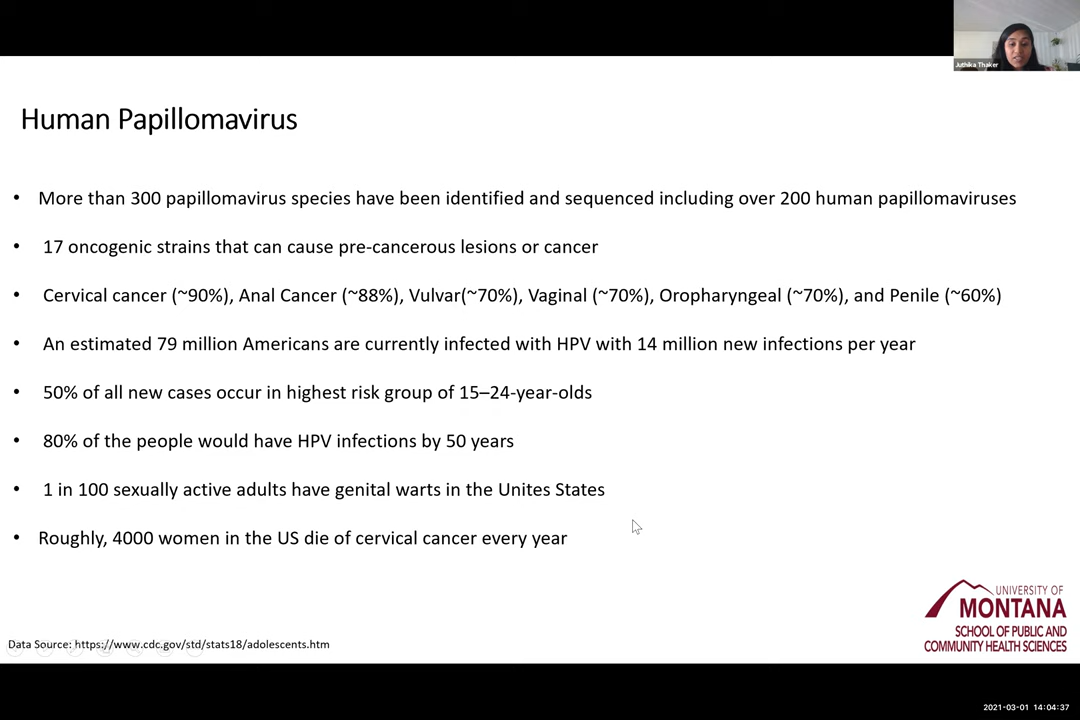 Juthika Thaker
Human Papillomavirus
• More than 300 papillomavirus species have been identified and sequenced including over 200 human papillomaviruses
• 17 oncogenic strains that can cause pre-cancerous lesions or cancer
• Cervical cancer (~90%), Anal Cancer (~88%), Vulvar(~70%), Vaginal (~70%), Oropharyngeal (~70%), and Penile (~60%)
• An estimated 79 million Americans are currently infected with HPV with 14 million new infections per year
• 50% of all new cases occur in highest risk group of 15–24-year-olds
• 80% of the people would have HPV infections by 50 years
• 1 in 100 sexually active adults have genital warts in the Unites States
• Roughly, 4000 women in the US die of cervical cancer every year
UNIVERSITY OF
MONTANA
SCHOOL OF PUBLIC AND
COMMUNITY HEALTH SCIENCES
Data Source: https://www.cdc.gov/std/stats18/adolescents.htm
2021-03-01 14:04:37